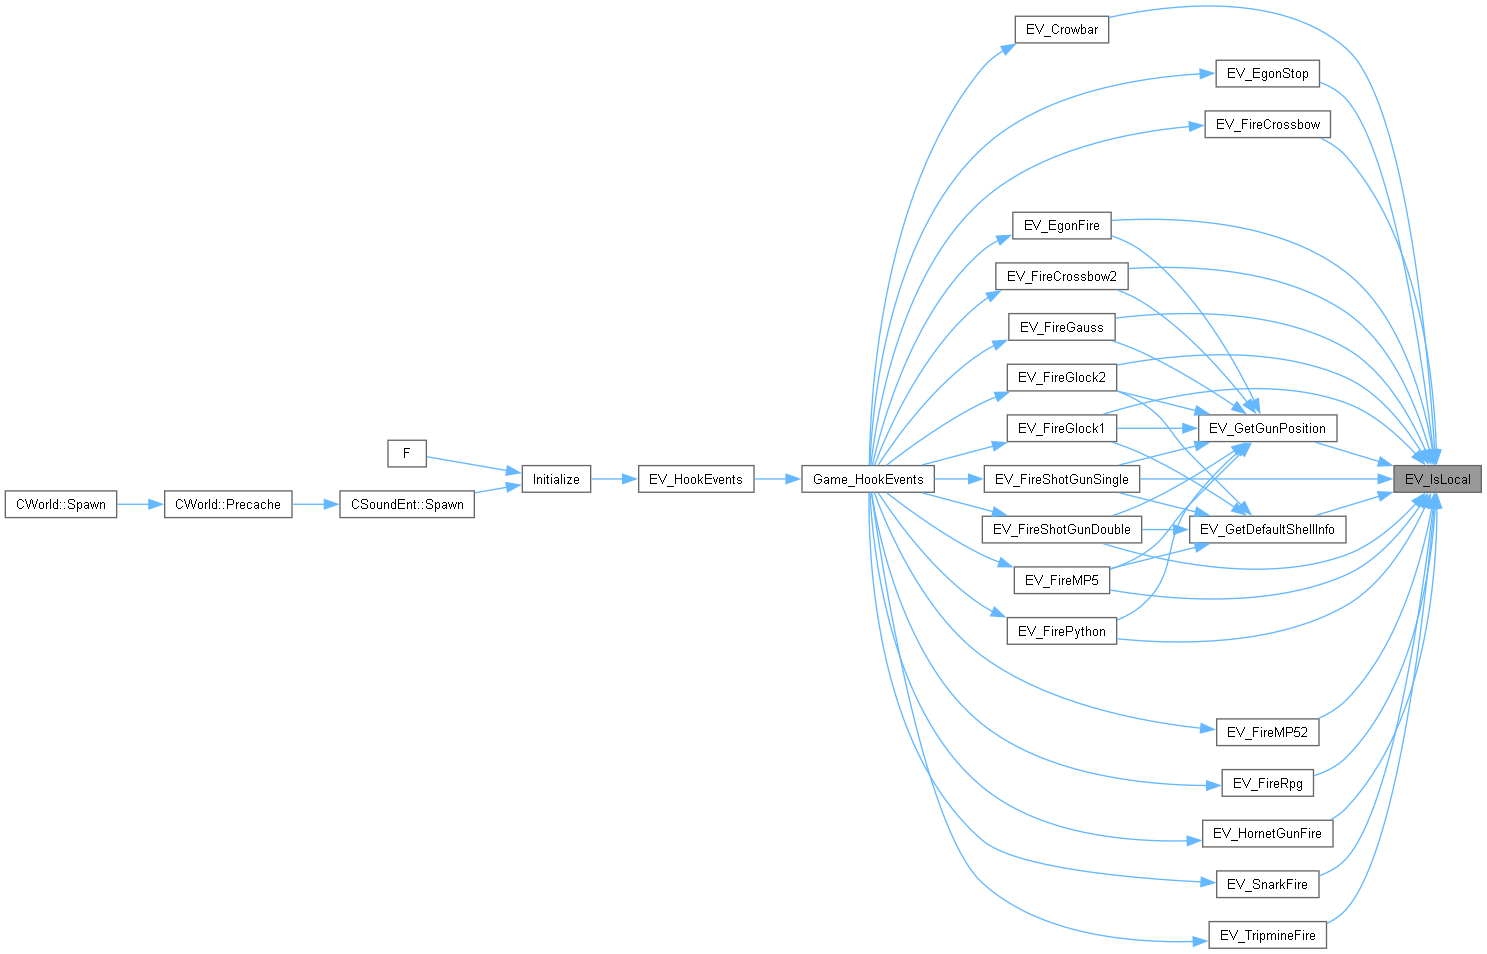 EV_Crowbar
EV_EgonStop
EV_FireCrossbow
EV_EgonFire
EV_FireCrossbow2
EV_FireGauss
EV_FireGlock2
EV_FireGlock1
EV_GetGunPosition
F
Initialize
EV_HookEvents
Game_HookEvents
EV_FireShotGunSingle
EV_IsLocal
CWorld::Spawn
CWorld::Precache
CSoundEnt::Spawn
EV_FireShotGunDouble
EV_GetDefaultShellInfo
EV_FireMP5
EV_FirePython
EV_FireMP52
EV_FireRpg
EV_HornetGunFire
EV_SnarkFire
EV_TripmineFire